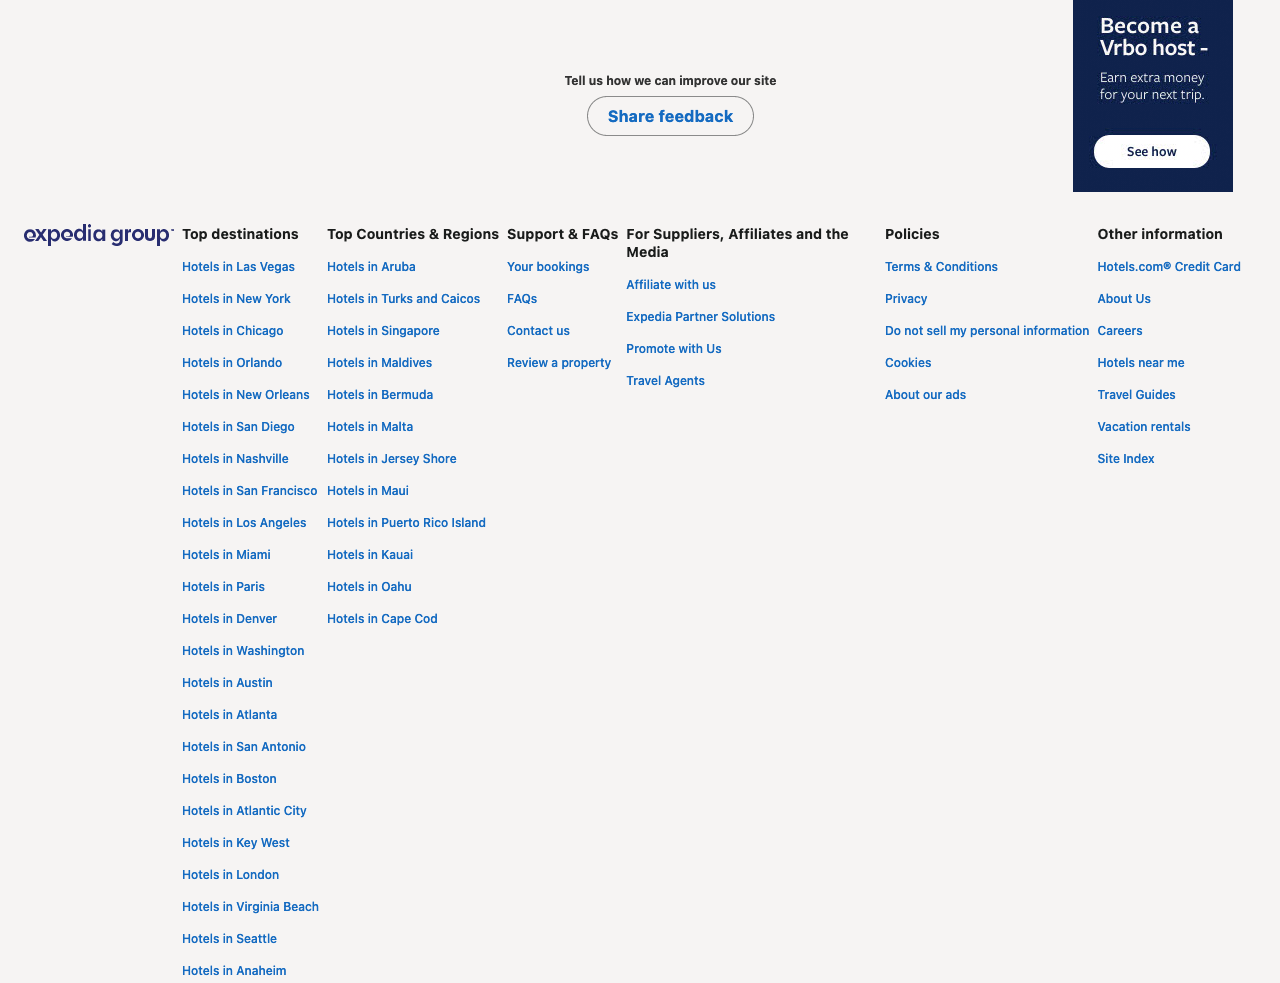 Become a
Vrbo host -
Earn extra money
for your next trip.
See how
Tell us how we can improve our site
Share feedback
expedia group
Top destinations
Hotels in Las Vegas
Hotels in New York
Hotels in Chicago
Hotels in Orlando
Hotels in New Orleans
Hotels in San Diego
Hotels in Nashville
Hotels in San Francisco
Hotels in Los Angeles
Hotels in Miami
Hotels in Paris
Hotels in Denver
Hotels in Washington
Hotels in Austin
Hotels in Atlanta
Hotels in San Antonio
Hotels in Boston
Hotels in Atlantic City
Hotels in Key West
Hotels in London
Hotels in Virginia Beach
Hotels in Seattle
Hotels in Anaheim
Top Countries & Regions
Hotels in Aruba
Hotels in Turks and Caicos
Hotels in Singapore
Hotels in Maldives
Hotels in Bermuda
Hotels in Malta
Hotels in Jersey Shore
Hotels in Maui
Hotels in Puerto Rico Island
Hotels in Kauai
Hotels in Oahu
Hotels in Cape Cod
Support & FAQs
Your bookings
FAQs
Contact us
Review a property
For Suppliers, Affiliates and the
Media
Affiliate with us
Expedia Partner Solutions
Promote with Us
Travel Agents
Policies
Terms & Conditions
Privacy
Do not sell my personal information
Cookies
About our ads
Other information
Hotels.com® Credit Card
About Us
Careers
Hotels near me
Travel Guides
Vacation rentals
Site Index